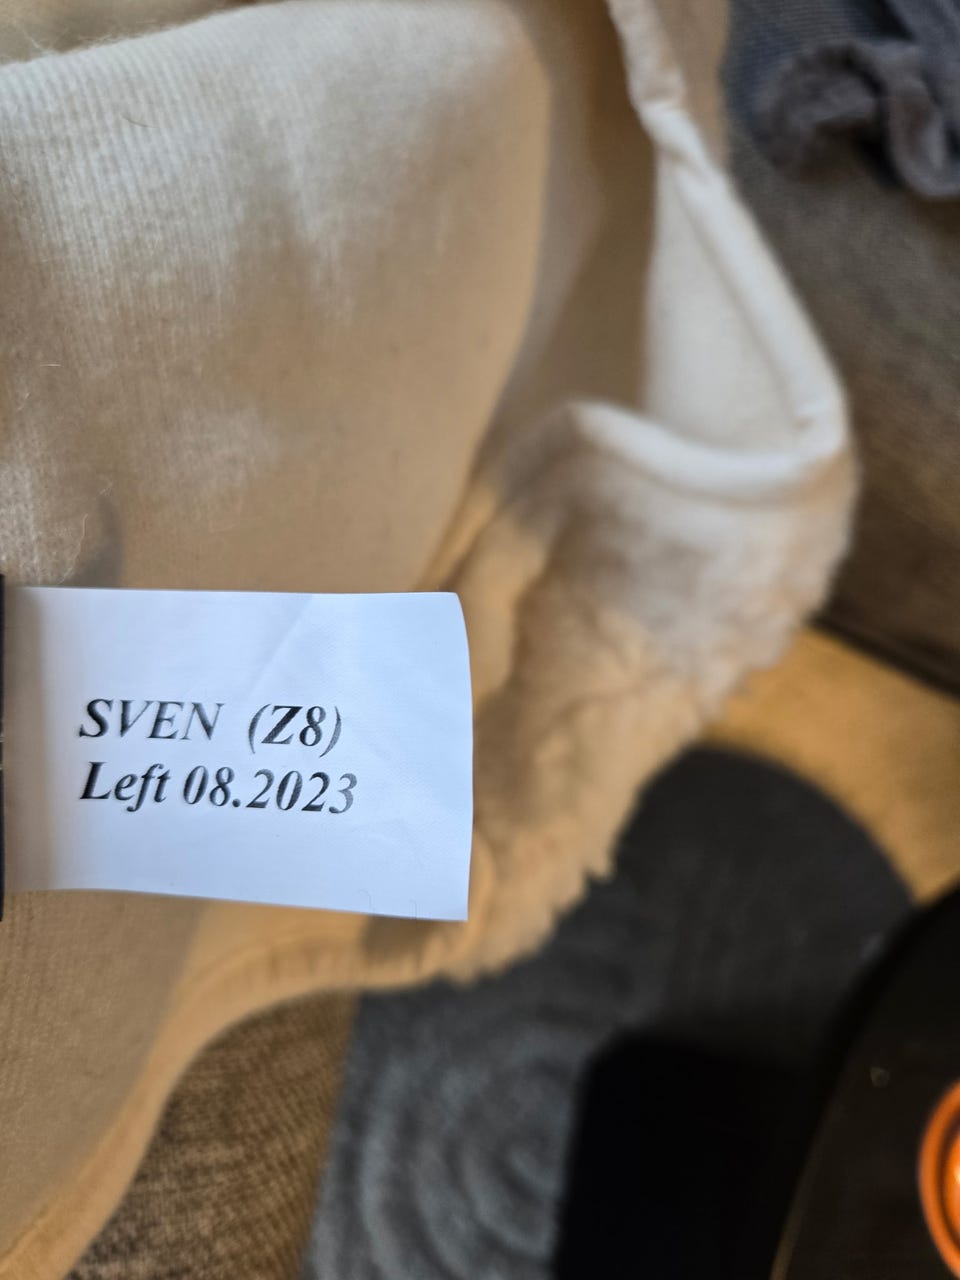 SVEN (Z8)
Left 08.2023